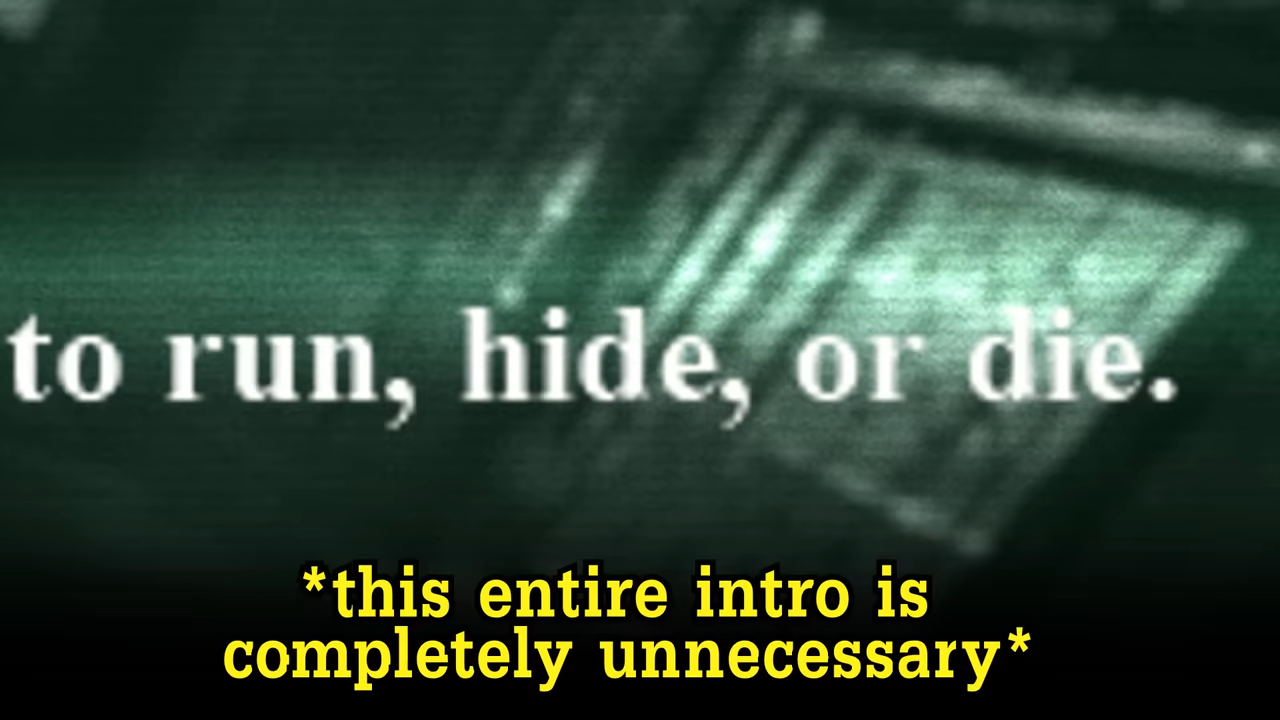 to run, hide, or die.
*this entire intro is
completely unnecessary*